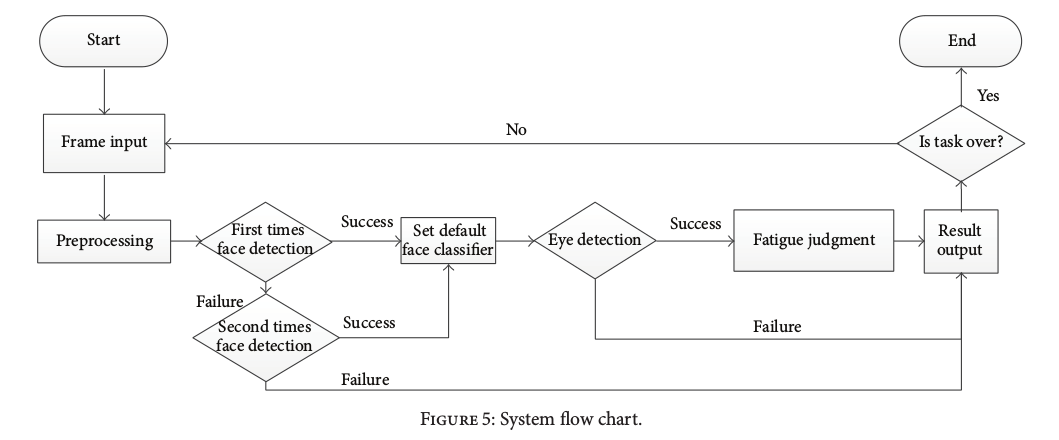 Start
End
Yes
Frame input
No
Is task over?
Preprocessing
First times
face detection
Success
Set default
face classifier
Eye detection
Success
Fatigue judgment
Result
output
Failure
Second times
face detection
Success
Failure
Failure
FIGURE 5: System flow chart.